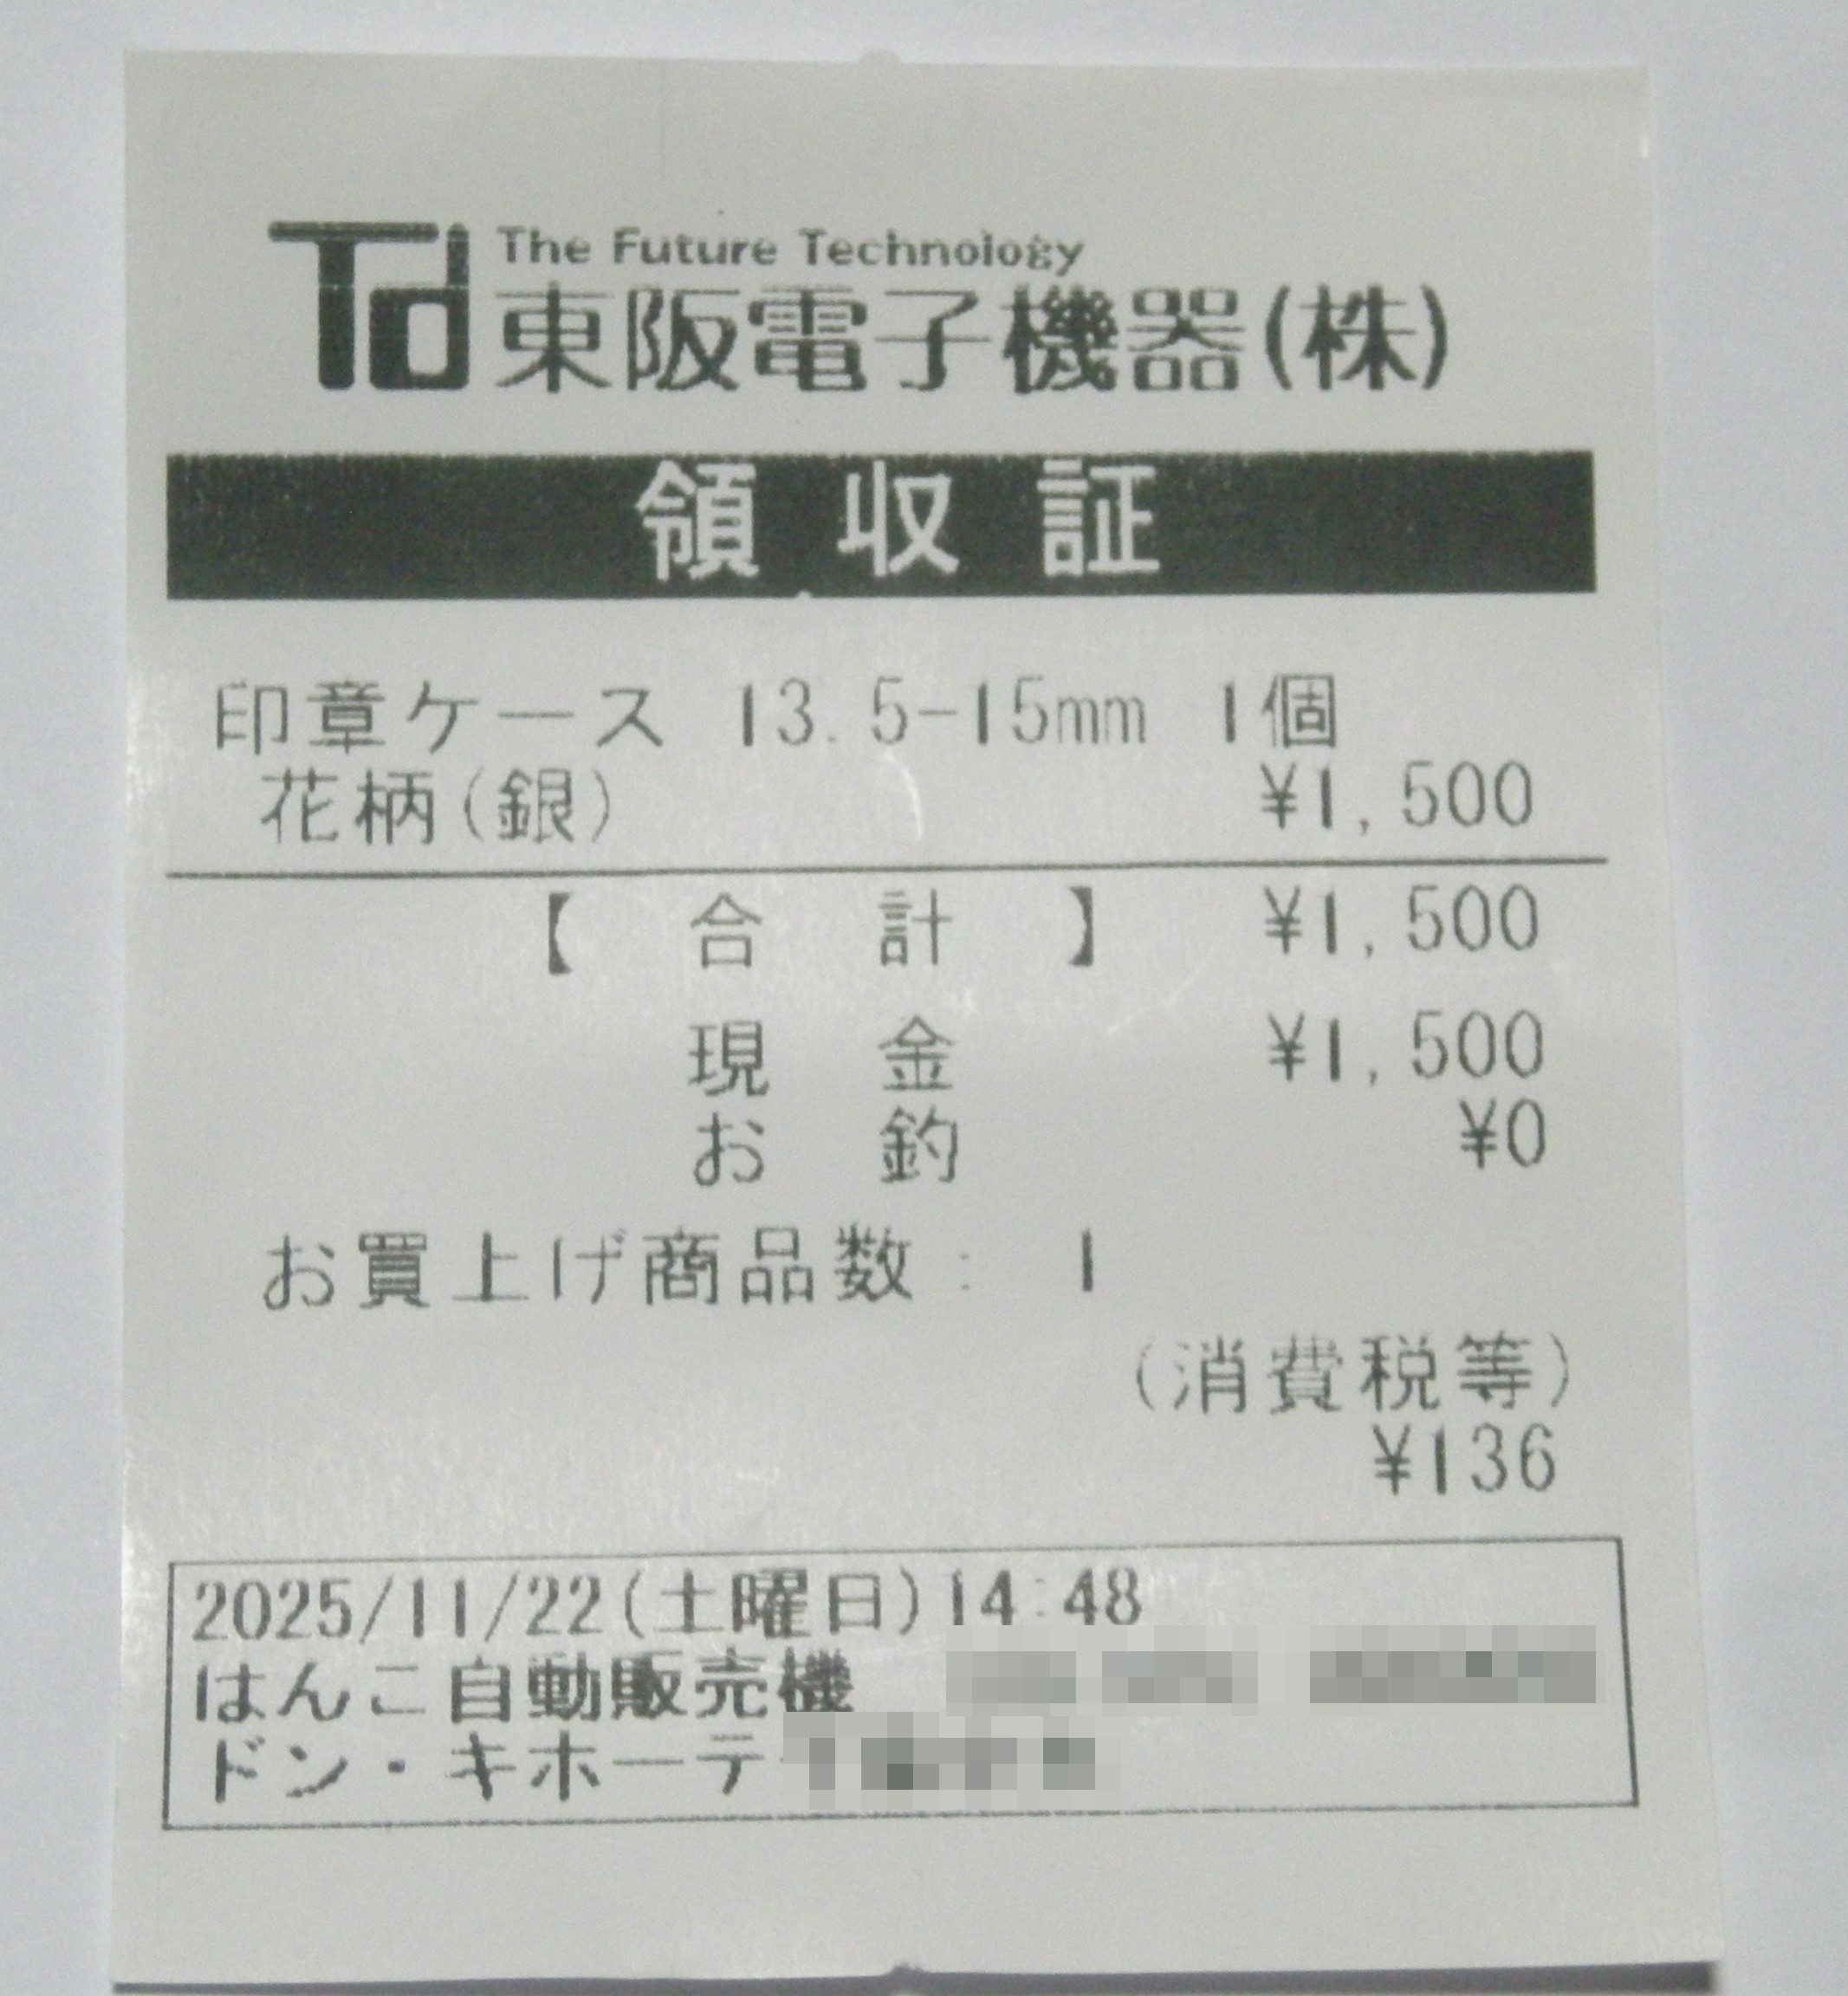 Td The Future Technology
東阪電子機器(株)
領収証
印章ケース 13.5-15mm 1個
花柄(銀) ¥1,500
【 合 計 】 ¥1,500
現 金 ¥1,500
お 釣 ¥0
お買上げ商品数: 1
(消費税等)
¥136
2025/11/22(土曜日)14:48
はんこ自動販売機
ドン・キホーテ